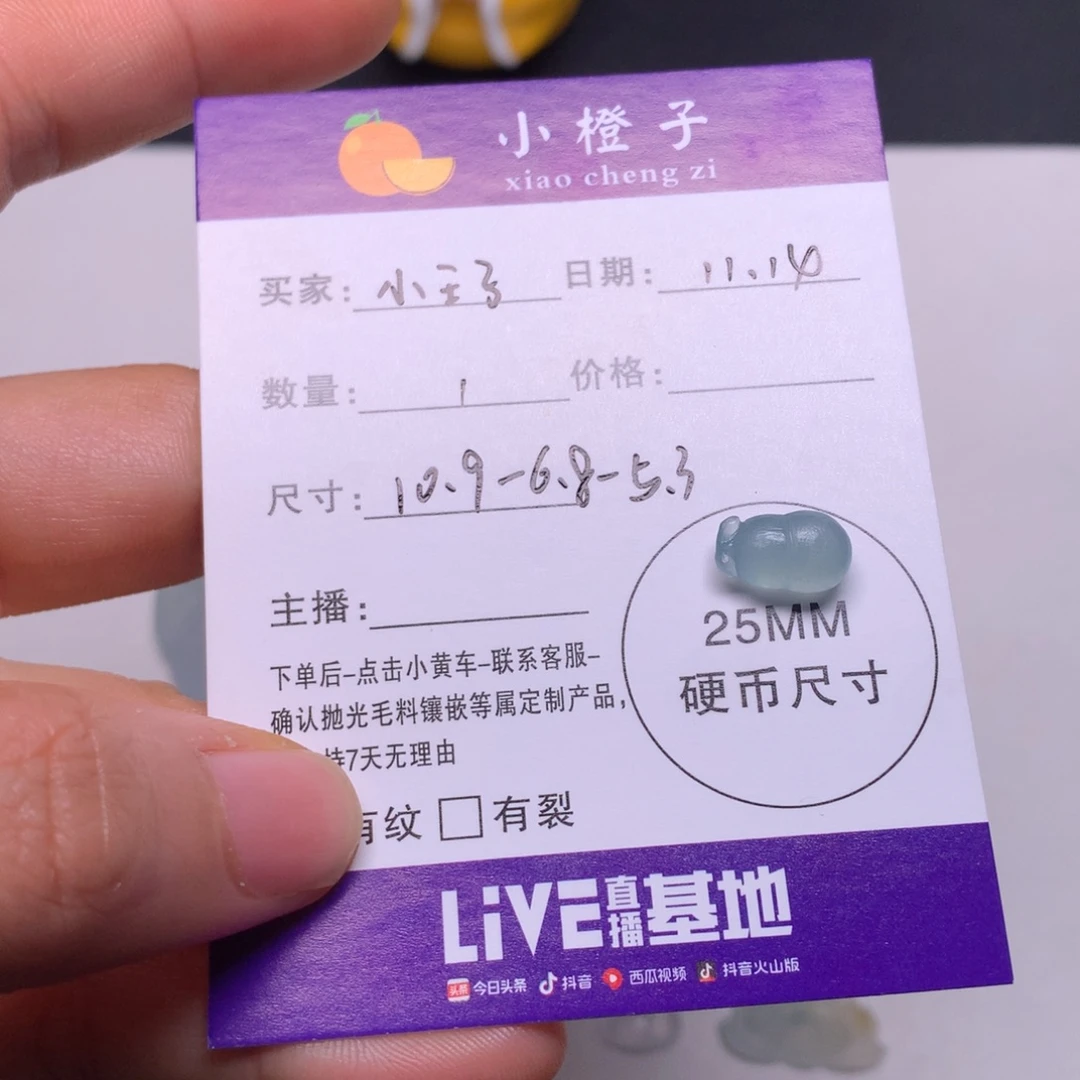 小橙子
xiao cheng zi
买家：小王子 日期：11.14
数量：1 价格：
尺寸：10.9-6.8-5.3
主播：
下单后-点击小黄车-联系客服-
确认抛光毛料镶嵌等属定制产品，
持7天无理由
有纹 有裂
25MM
硬币尺寸
LiVE直播基地
头条 今日头条 抖音 西瓜视频 抖音火山版